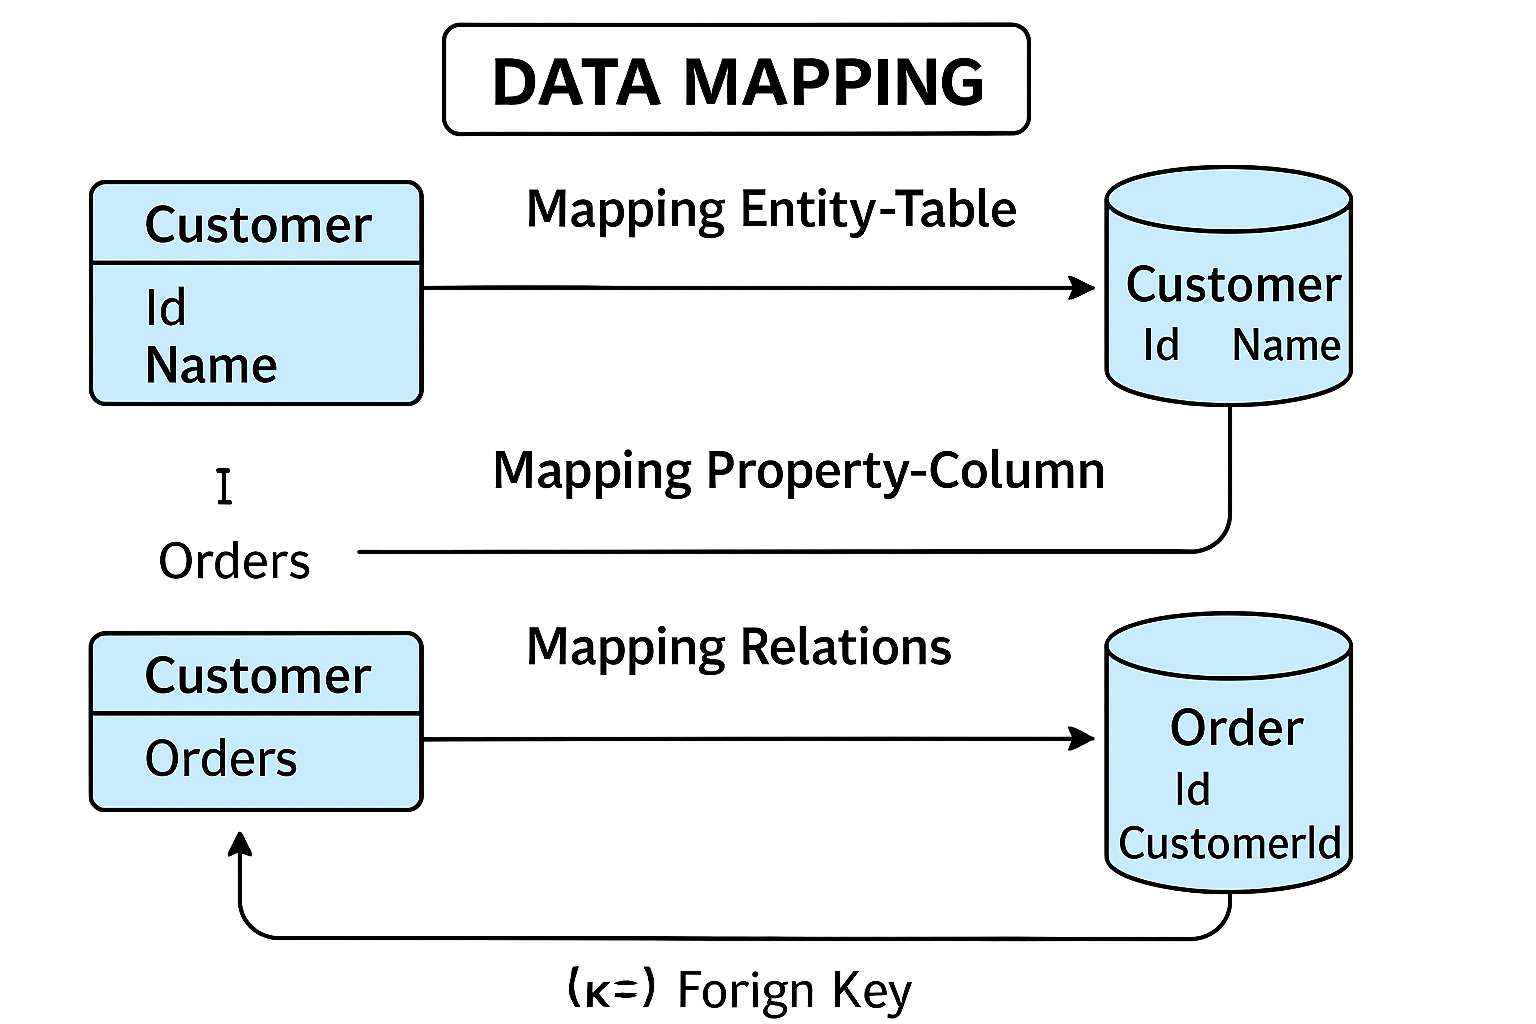 DATA MAPPING
Customer
Id
Name
Mapping Entity-Table
Customer
Id Name
I
Orders
Mapping Property-Column
Customer
Orders
Mapping Relations
Order
Id
CustomerId
(κ=) Forign Key